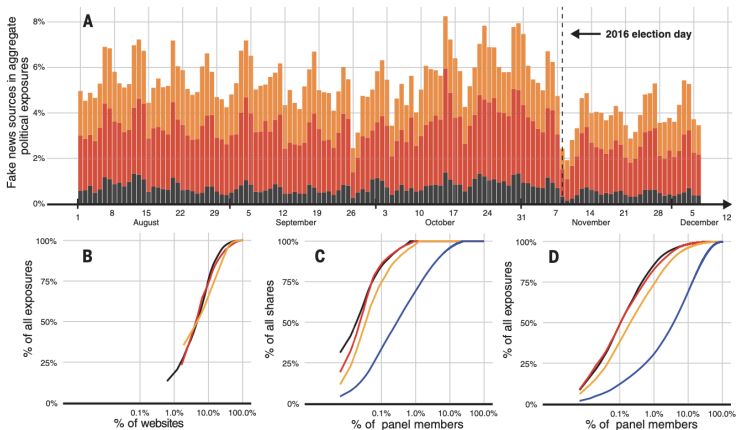 A
Fake news sources in aggregate
political exposures
8%
6%
4%
2%
0%
2016 election day
1 8 15 22 29 5 12 19 26 3 10 17 24 31 7 14 21 28 5 12
August September October November December
B
% of all exposures
100%
75%
50%
25%
0%
0.1% 1.0% 10.0% 100.0%
% of websites
C
% of all shares
100%
75%
50%
25%
0%
0.1% 1.0% 10.0% 100.0%
% of panel members
D
% of all exposures
100%
75%
50%
25%
0%
0.1% 1.0% 10.0% 100.0%
% of panel members